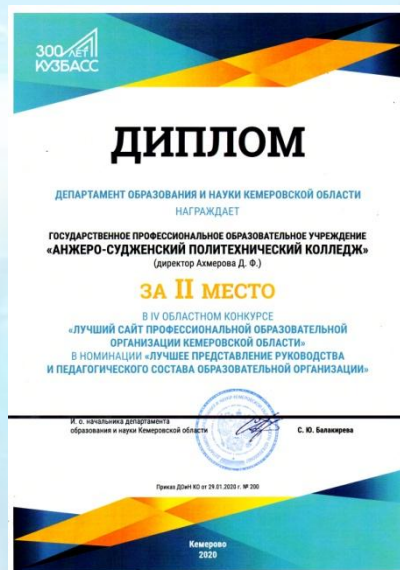 300 ЛЕТ
КУЗБАСС
ДИПЛОМ
ДЕПАРТАМЕНТ ОБРАЗОВАНИЯ И НАУКИ КЕМЕРОВСКОЙ ОБЛАСТИ
НАГРАЖДАЕТ
ГОСУДАРСТВЕННОЕ ПРОФЕССИОНАЛЬНОЕ ОБРАЗОВАТЕЛЬНОЕ УЧРЕЖДЕНИЕ
«АНЖЕРО-СУДЖЕНСКИЙ ПОЛИТЕХНИЧЕСКИЙ КОЛЛЕДЖ»
(директор Ахмерова Д. Ф.)
ЗА II МЕСТО
В IV ОБЛАСТНОМ КОНКУРСЕ
«ЛУЧШИЙ САЙТ ПРОФЕССИОНАЛЬНОЙ ОБРАЗОВАТЕЛЬНОЙ
ОРГАНИЗАЦИИ КЕМЕРОВСКОЙ ОБЛАСТИ»
В НОМИНАЦИИ «ЛУЧШЕЕ ПРЕДСТАВЛЕНИЕ РУКОВОДСТВА
И ПЕДАГОГИЧЕСКОГО СОСТАВА ОБРАЗОВАТЕЛЬНОЙ ОРГАНИЗАЦИИ»
И. о. начальника департамента
образования и науки Кемеровской области
С. Ю. Балакирева
Приказ ДОиН КО от 29.01.2020 г. № 200
Кемерово
2020